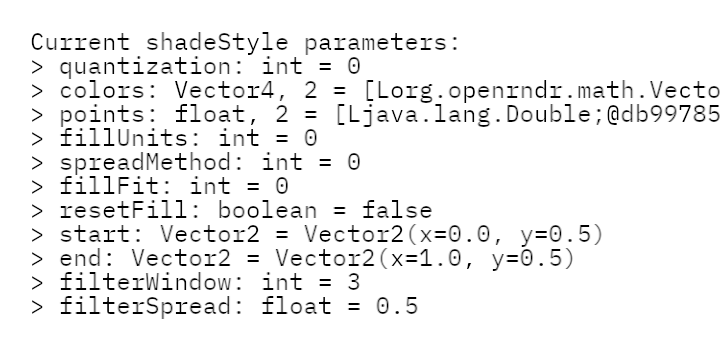 Current shadeStyle parameters:
> quantization: int = 0
> colors: Vector4, 2 = [Lorg.openrndr.math.Vecto
> points: float, 2 = [Ljava.lang.Double;@db99785
> fillUnits: int = 0
> spreadMethod: int = 0
> fillFit: int = 0
> resetFill: boolean = false
> start: Vector2 = Vector2(x=0.0, y=0.5)
> end: Vector2 = Vector2(x=1.0, y=0.5)
> filterWindow: int = 3
> filterSpread: float = 0.5